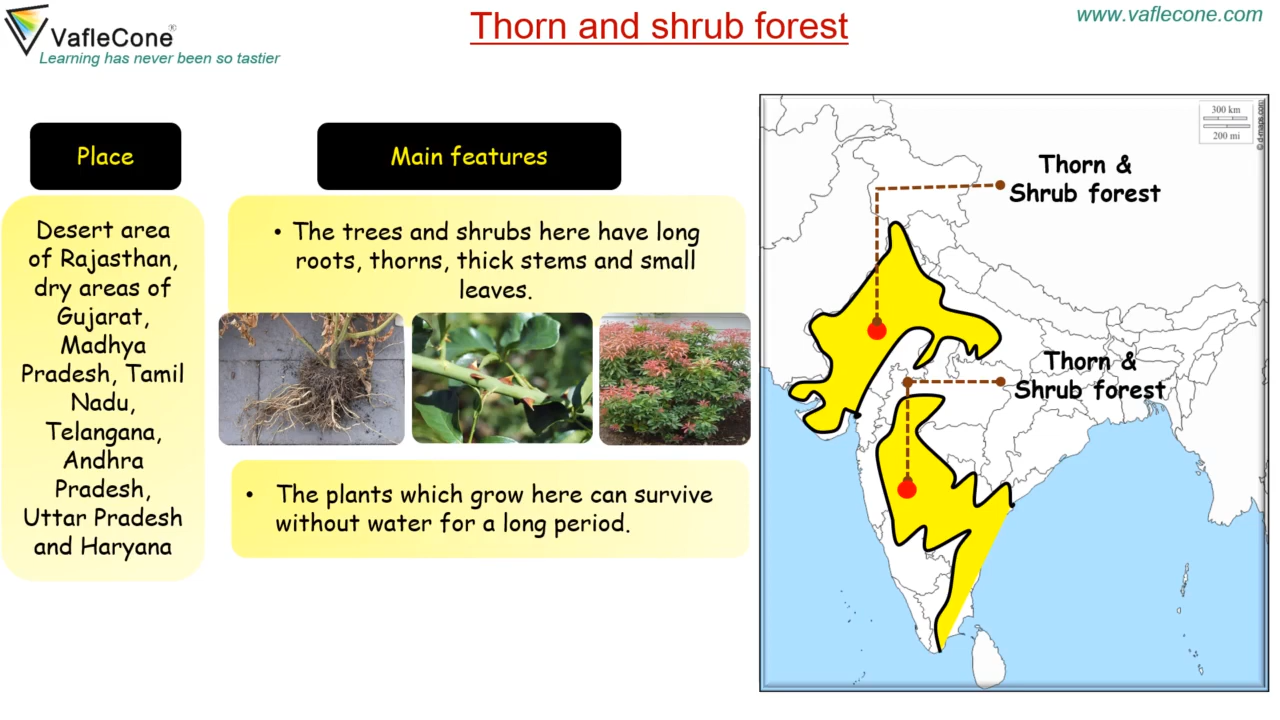 VafleCone®
Learning has never been so tastier
Thorn and shrub forest
www.vaflecone.com
Place
Desert area
of Rajasthan,
dry areas of
Gujarat,
Madhya
Pradesh, Tamil
Nadu,
Telangana,
Andhra
Pradesh,
Uttar Pradesh
and Haryana
Main features
• The trees and shrubs here have long
roots, thorns, thick stems and small
leaves.
• The plants which grow here can survive
without water for a long period.
300 km
200 mi
© d-maps.com
Thorn &
Shrub forest
Thorn &
Shrub forest